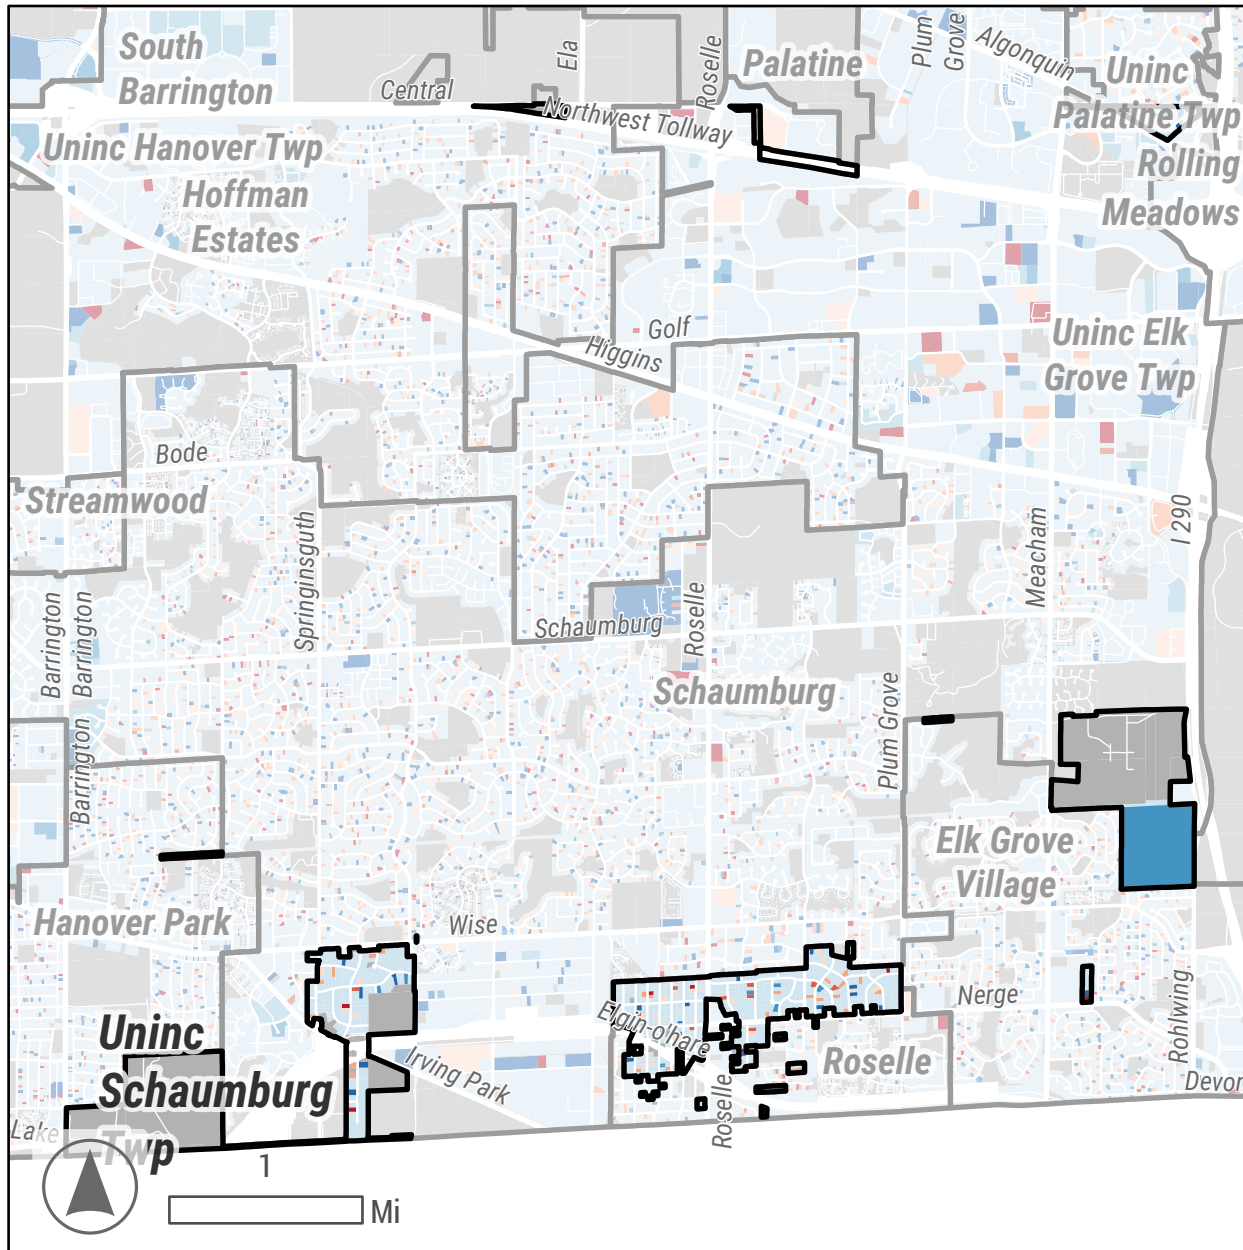 South
Barrington
Central
Ela
Roselle
Palatine
Plum
Grove
Algonquin
Uninc
Palatine Twp
Northwest Tollway
Uninc Hanover Twp
Hoffman
Estates
Rolling
Meadows
Golf
Higgins
Uninc Elk
Grove Twp
Bode
Streamwood
Springinsguth
Meacham
I 290
Barrington
Barrington
Schaumburg
Roselle
Schaumburg
Plum Grove
Barrington
Elk Grove
Village
Hanover Park
Wise
Nerge
Rohlwing
Elgin-o'hare
Uninc
Schaumburg
Twp
Irving Park
Roselle
Roselle
Devon
Lake
1
Mi